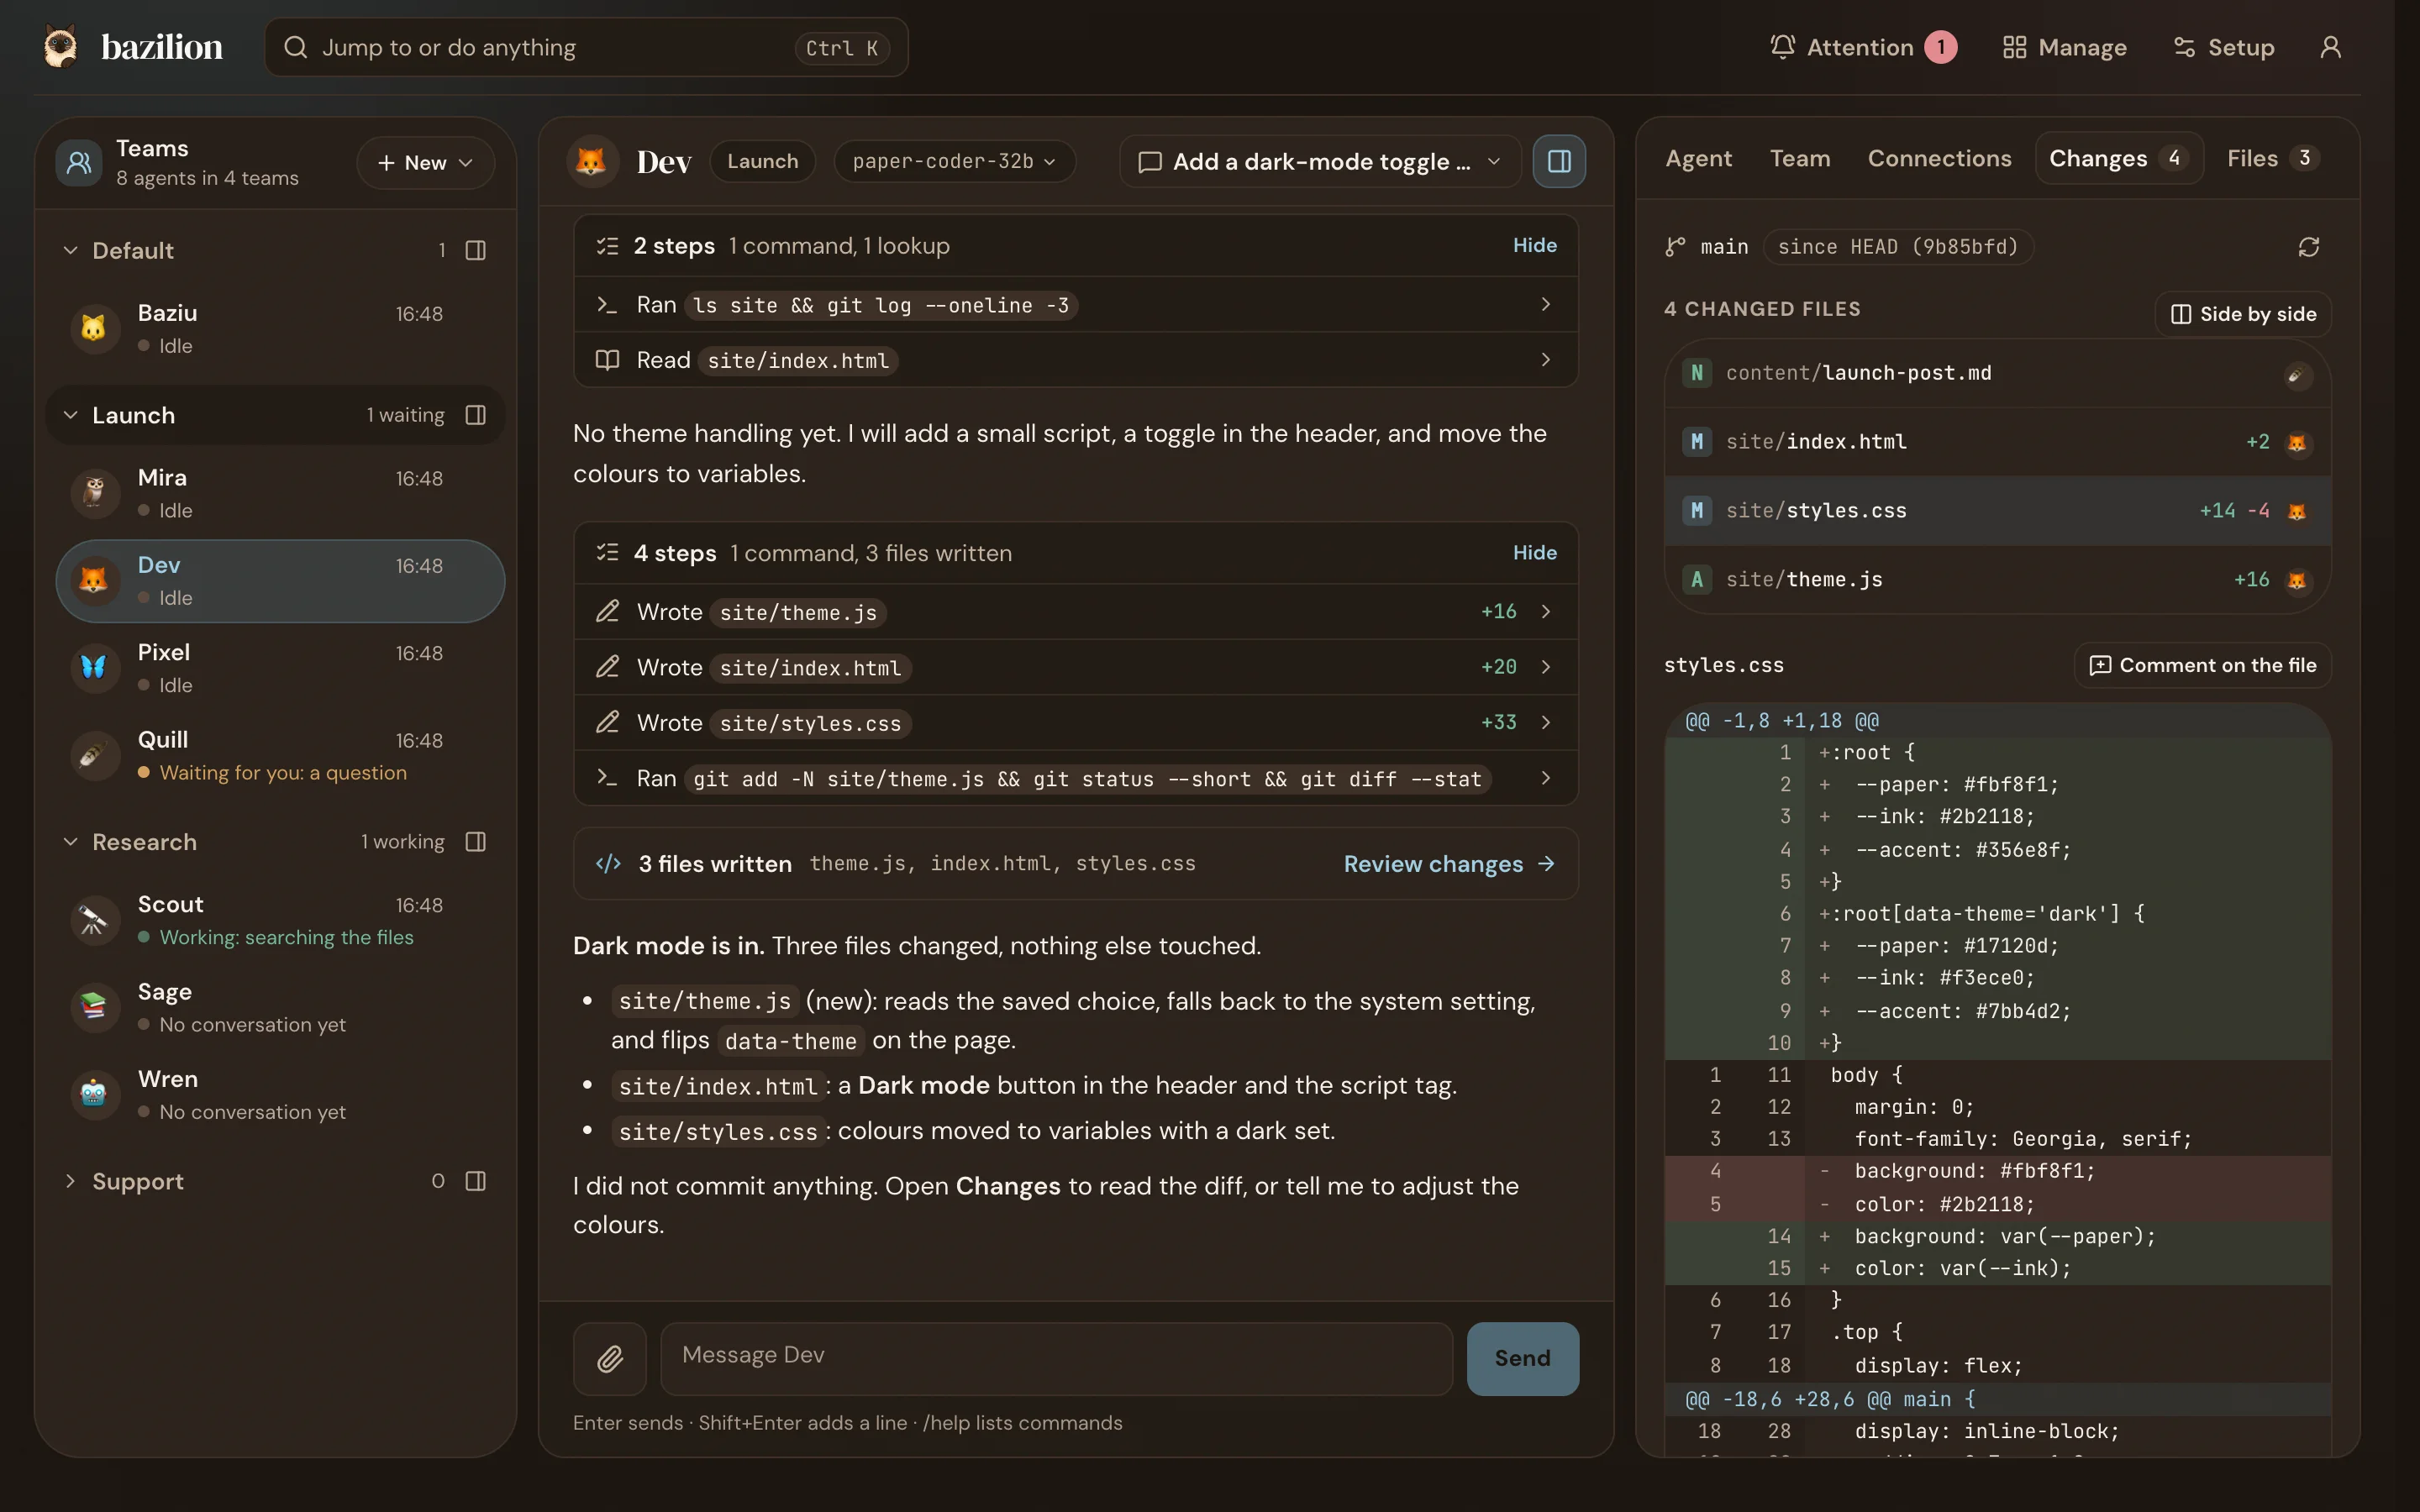 bazilion
Jump to or do anything
Ctrl K
Attention 1
Manage
Setup
Teams
8 agents in 4 teams
New
Default 1
Baziu 16:48
Idle
Launch 1 waiting
Mira 16:48
Idle
Dev 16:48
Idle
Pixel 16:48
Idle
Quill 16:48
Waiting for you: a question
Research 1 working
Scout 16:48
Working: searching the files
Sage
No conversation yet
Wren
No conversation yet
Support 0
Dev
Launch
paper-coder-32b
Add a dark-mode toggle ...
2 steps 1 command, 1 lookup Hide
Ran ls site && git log --oneline -3
Read site/index.html
No theme handling yet. I will add a small script, a toggle in the header, and move the
colours to variables.
4 steps 1 command, 3 files written Hide
Wrote site/theme.js +16
Wrote site/index.html +20
Wrote site/styles.css +33
Ran git add -N site/theme.js && git status --short && git diff --stat
3 files written theme.js, index.html, styles.css Review changes
Dark mode is in. Three files changed, nothing else touched.
• site/theme.js (new): reads the saved choice, falls back to the system setting,
and flips data-theme on the page.
• site/index.html: a Dark mode button in the header and the script tag.
• site/styles.css: colours moved to variables with a dark set.
I did not commit anything. Open Changes to read the diff, or tell me to adjust the
colours.
Message Dev
Send
Enter sends · Shift+Enter adds a line · /help lists commands
Agent Team Connections Changes 4 Files 3
main since HEAD (9b85bfd)
4 CHANGED FILES
Side by side
N content/launch-post.md
M site/index.html +2
M site/styles.css +14 -4
A site/theme.js +16
styles.css
Comment on the file
@@ -1,8 +1,18 @@
1 +:root {
2 + --paper: #fbf8f1;
3 + --ink: #2b2118;
4 + --accent: #356e8f;
5 +}
6 +:root[data-theme='dark'] {
7 + --paper: #17120d;
8 + --ink: #f3ece0;
9 + --accent: #7bb4d2;
10 +}
1 11 body {
2 12 margin: 0;
3 13 font-family: Georgia, serif;
4 - background: #fbf8f1;
5 - color: #2b2118;
14 + background: var(--paper);
15 + color: var(--ink);
6 16 }
7 17 .top {
8 18 display: flex;
@@ -18,6 +28,6 @@ main {
18 28 display: inline-block;